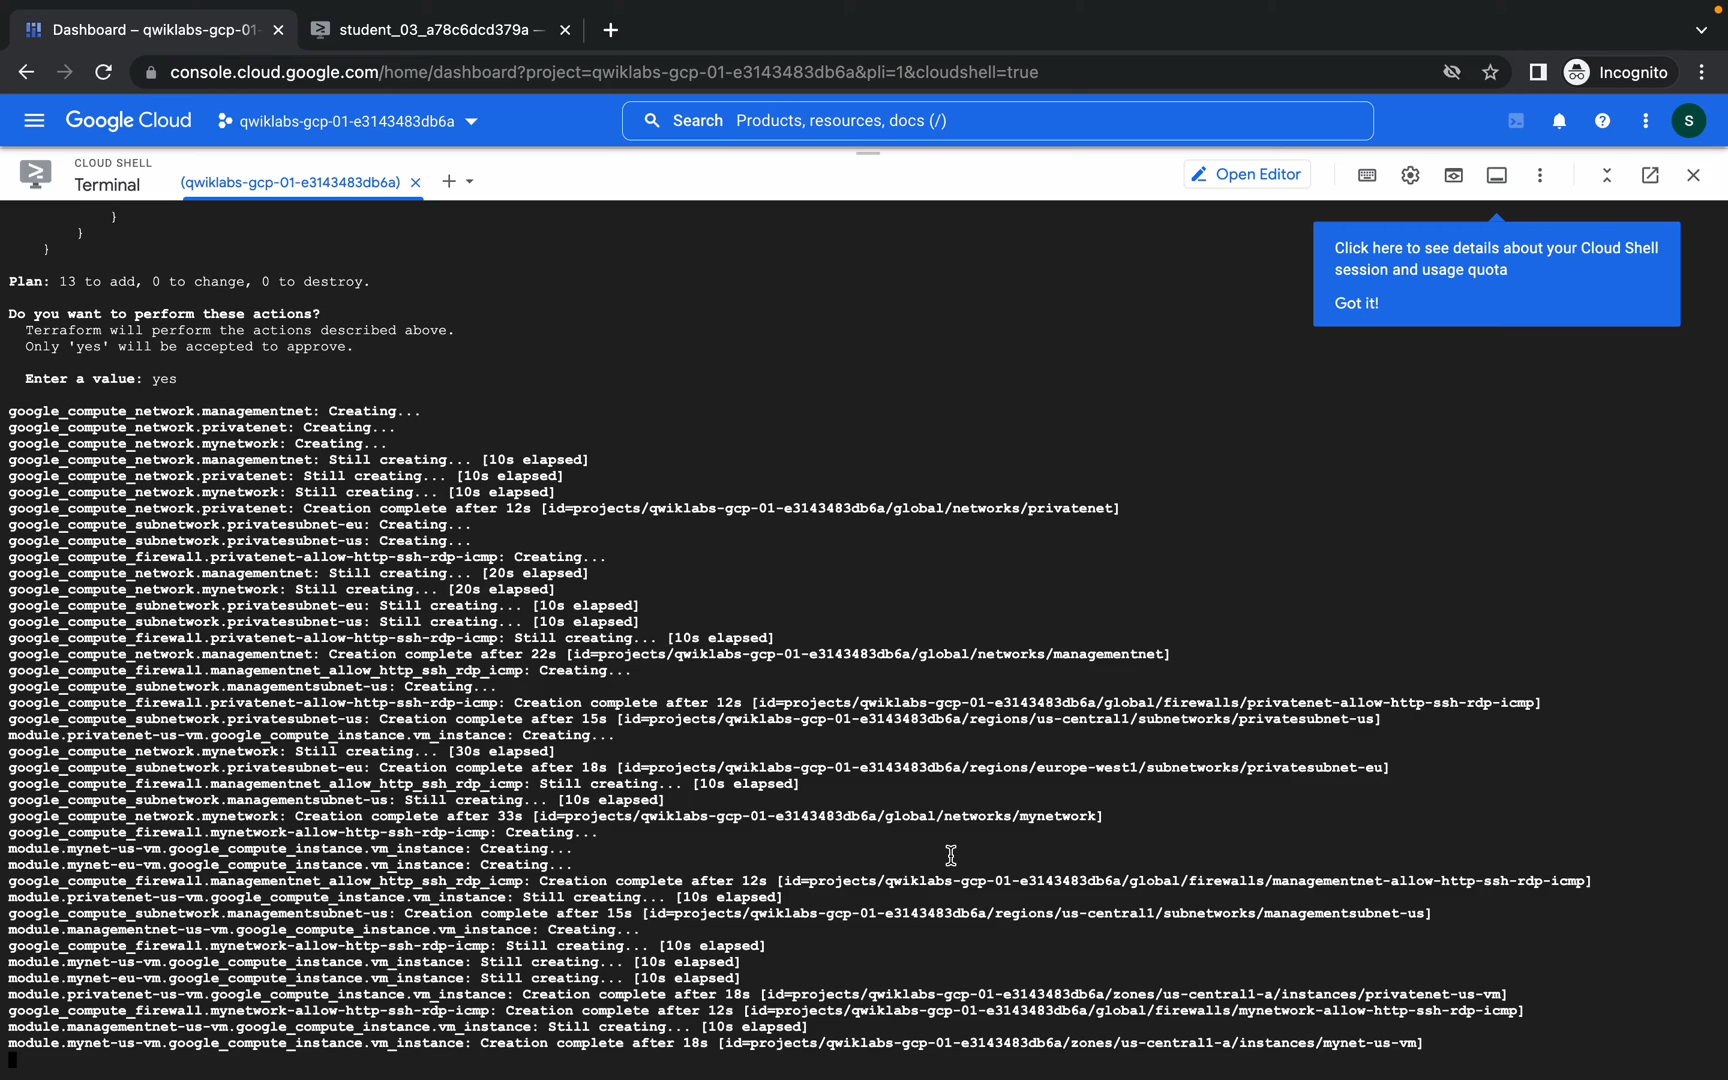 Dashboard – qwiklabs-gcp-01-
student_03_a78c6dcd379a —
console.cloud.google.com/home/dashboard?project=qwiklabs-gcp-01-e3143483db6a&pli=1&cloudshell=true
Incognito
Google Cloud
qwiklabs-gcp-01-e3143483db6a
Search Products, resources, docs (/)
S
CLOUD SHELL
Terminal
(qwiklabs-gcp-01-e3143483db6a)
Open Editor
Click here to see details about your Cloud Shell
session and usage quota
Got it!
}
}
}
Plan: 13 to add, 0 to change, 0 to destroy.
Do you want to perform these actions?
Terraform will perform the actions described above.
Only 'yes' will be accepted to approve.
Enter a value: yes
google_compute_network.managementnet: Creating...
google_compute_network.privatenet: Creating...
google_compute_network.mynetwork: Creating...
google_compute_network.managementnet: Still creating... [10s elapsed]
google_compute_network.privatenet: Still creating... [10s elapsed]
google_compute_network.mynetwork: Still creating... [10s elapsed]
google_compute_network.privatenet: Creation complete after 12s [id=projects/qwiklabs-gcp-01-e3143483db6a/global/networks/privatenet]
google_compute_subnetwork.privatesubnet-eu: Creating...
google_compute_subnetwork.privatesubnet-us: Creating...
google_compute_firewall.privatenet-allow-http-ssh-rdp-icmp: Creating...
google_compute_network.managementnet: Still creating... [20s elapsed]
google_compute_network.mynetwork: Still creating... [20s elapsed]
google_compute_subnetwork.privatesubnet-eu: Still creating... [10s elapsed]
google_compute_subnetwork.privatesubnet-us: Still creating... [10s elapsed]
google_compute_firewall.privatenet-allow-http-ssh-rdp-icmp: Still creating... [10s elapsed]
google_compute_network.managementnet: Creation complete after 22s [id=projects/qwiklabs-gcp-01-e3143483db6a/global/networks/managementnet]
google_compute_firewall.managementnet_allow_http_ssh_rdp_icmp: Creating...
google_compute_subnetwork.managementsubnet-us: Creating...
google_compute_firewall.privatenet-allow-http-ssh-rdp-icmp: Creation complete after 12s [id=projects/qwiklabs-gcp-01-e3143483db6a/global/firewalls/privatenet-allow-http-ssh-rdp-icmp]
google_compute_subnetwork.privatesubnet-us: Creation complete after 15s [id=projects/qwiklabs-gcp-01-e3143483db6a/regions/us-central1/subnetworks/privatesubnet-us]
module.privatenet-us-vm.google_compute_instance.vm_instance: Creating...
google_compute_network.mynetwork: Still creating... [30s elapsed]
google_compute_subnetwork.privatesubnet-eu: Creation complete after 18s [id=projects/qwiklabs-gcp-01-e3143483db6a/regions/europe-west1/subnetworks/privatesubnet-eu]
google_compute_firewall.managementnet_allow_http_ssh_rdp_icmp: Still creating... [10s elapsed]
google_compute_subnetwork.managementsubnet-us: Still creating... [10s elapsed]
google_compute_network.mynetwork: Creation complete after 33s [id=projects/qwiklabs-gcp-01-e3143483db6a/global/networks/mynetwork]
google_compute_firewall.mynetwork-allow-http-ssh-rdp-icmp: Creating...
module.mynet-us-vm.google_compute_instance.vm_instance: Creating...
module.mynet-eu-vm.google_compute_instance.vm_instance: Creating...
google_compute_firewall.managementnet_allow_http_ssh_rdp_icmp: Creation complete after 12s [id=projects/qwiklabs-gcp-01-e3143483db6a/global/firewalls/managementnet-allow-http-ssh-rdp-icmp]
module.privatenet-us-vm.google_compute_instance.vm_instance: Still creating... [10s elapsed]
google_compute_subnetwork.managementsubnet-us: Creation complete after 15s [id=projects/qwiklabs-gcp-01-e3143483db6a/regions/us-central1/subnetworks/managementsubnet-us]
module.managementnet-us-vm.google_compute_instance.vm_instance: Creating...
google_compute_firewall.mynetwork-allow-http-ssh-rdp-icmp: Still creating... [10s elapsed]
module.mynet-us-vm.google_compute_instance.vm_instance: Still creating... [10s elapsed]
module.mynet-eu-vm.google_compute_instance.vm_instance: Still creating... [10s elapsed]
module.privatenet-us-vm.google_compute_instance.vm_instance: Creation complete after 18s [id=projects/qwiklabs-gcp-01-e3143483db6a/zones/us-central1-a/instances/privatenet-us-vm]
google_compute_firewall.mynetwork-allow-http-ssh-rdp-icmp: Creation complete after 12s [id=projects/qwiklabs-gcp-01-e3143483db6a/global/firewalls/mynetwork-allow-http-ssh-rdp-icmp]
module.managementnet-us-vm.google_compute_instance.vm_instance: Still creating... [10s elapsed]
module.mynet-us-vm.google_compute_instance.vm_instance: Creation complete after 18s [id=projects/qwiklabs-gcp-01-e3143483db6a/zones/us-central1-a/instances/mynet-us-vm]